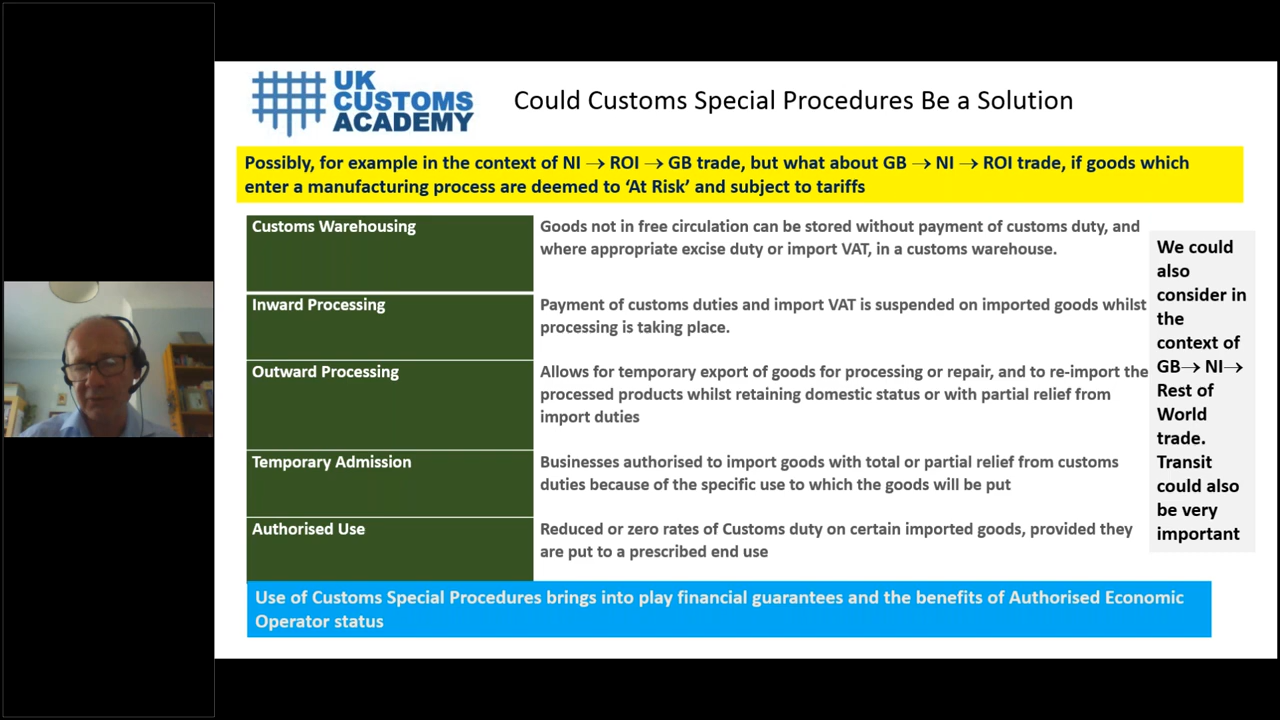 UK
CUSTOMS
ACADEMY
Could Customs Special Procedures Be a Solution
Possibly, for example in the context of NI → ROI → GB trade, but what about GB → NI → ROI trade, if goods which
enter a manufacturing process are deemed to ‘At Risk’ and subject to tariffs
Customs Warehousing
Goods not in free circulation can be stored without payment of customs duty, and
where appropriate excise duty or import VAT, in a customs warehouse.
Inward Processing
Payment of customs duties and import VAT is suspended on imported goods whilst
processing is taking place.
Outward Processing
Allows for temporary export of goods for processing or repair, and to re-import the
processed products whilst retaining domestic status or with partial relief from
import duties
Temporary Admission
Businesses authorised to import goods with total or partial relief from customs
duties because of the specific use to which the goods will be put
Authorised Use
Reduced or zero rates of Customs duty on certain imported goods, provided they
are put to a prescribed end use
We could
also
consider in
the
context of
GB→ NI→
Rest of
World
trade.
Transit
could also
be very
important
Use of Customs Special Procedures brings into play financial guarantees and the benefits of Authorised Economic
Operator status